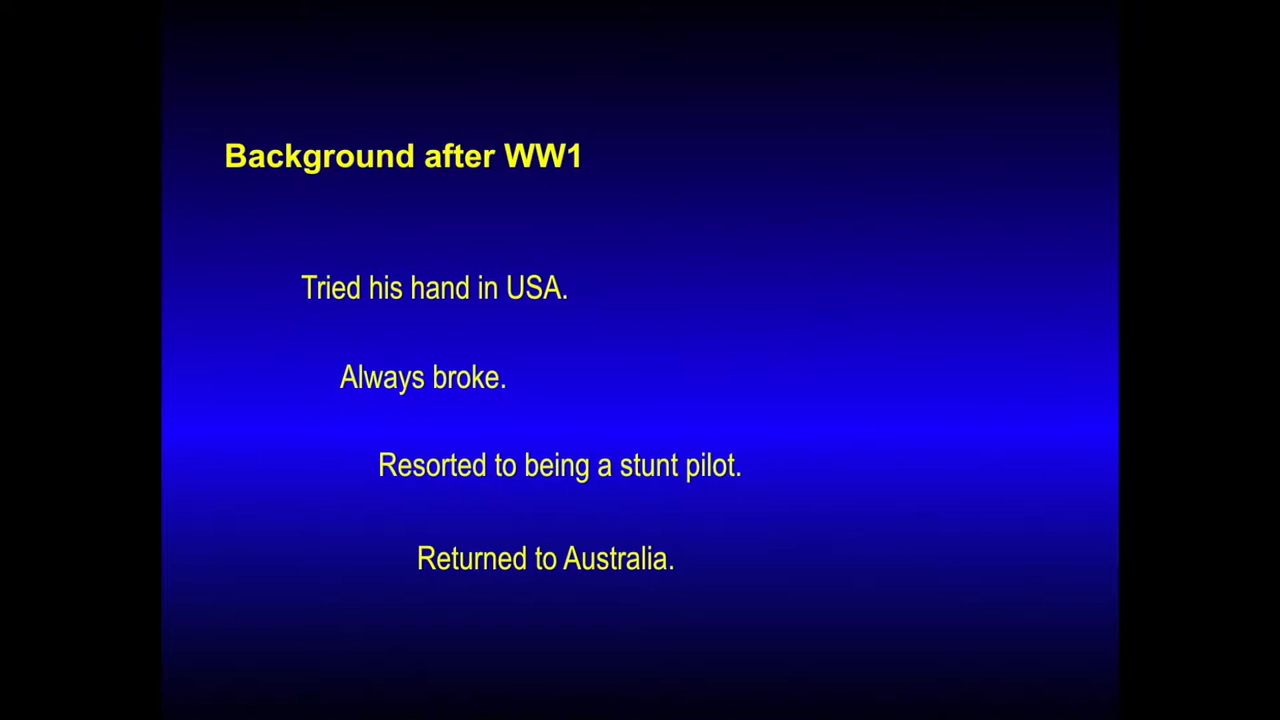 Background after WW1
Tried his hand in USA.
Always broke.
Resorted to being a stunt pilot.
Returned to Australia.